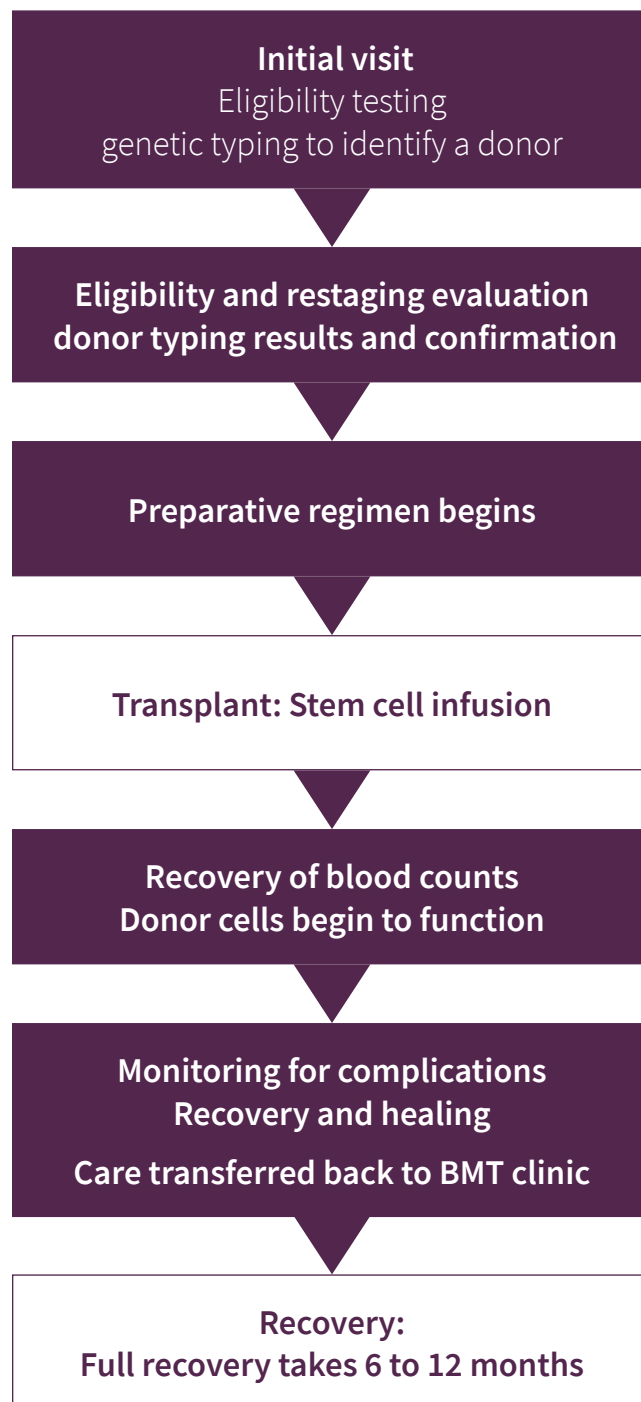 Initial visit
Eligibility testing
genetic typing to identify a donor
Eligibility and restaging evaluation
donor typing results and confirmation
Preparative regimen begins
Transplant: Stem cell infusion
Recovery of blood counts
Donor cells begin to function
Monitoring for complications
Recovery and healing
Care transferred back to BMT clinic
Recovery:
Full recovery takes 6 to 12 months